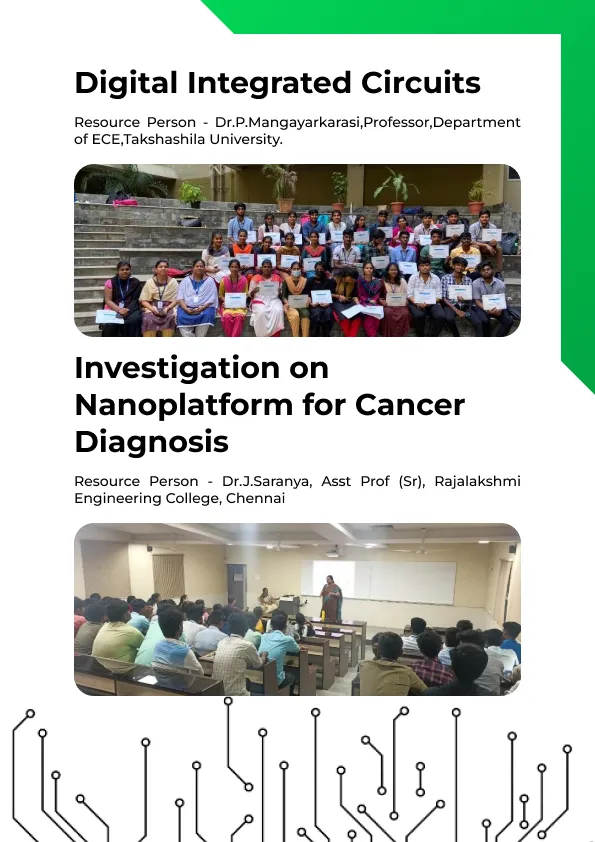 Digital Integrated Circuits
Resource Person - Dr.P.Mangayarkarasi,Professor,Department
of ECE,Takshashila University.
Investigation on
Nanoplatform for Cancer
Diagnosis
Resource Person - Dr.J.Saranya, Asst Prof (Sr), Rajalakshmi
Engineering College, Chennai